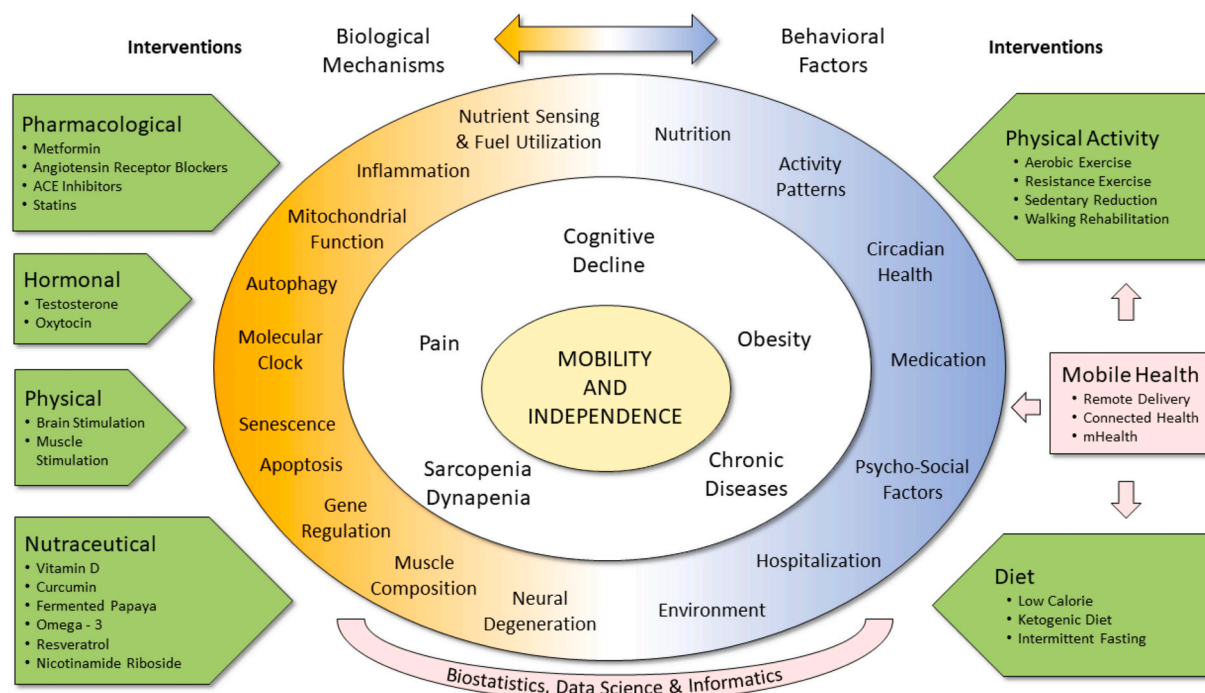 Interventions
Biological
Mechanisms
Behavioral
Factors
Interventions
Pharmacological
• Metformin
• Angiotensin Receptor Blockers
• ACE Inhibitors
• Statins
Hormonal
• Testosterone
• Oxytocin
Physical
• Brain Stimulation
• Muscle
Stimulation
Nutraceutical
• Vitamin D
• Curcumin
• Fermented Papaya
• Omega - 3
• Resveratrol
• Nicotinamide Riboside
Nutrient Sensing
& Fuel Utilization
Inflammation
Mitochondrial
Function
Autophagy
Molecular
Clock
Senescence
Apoptosis
Gene
Regulation
Muscle
Composition
Neural
Degeneration
Nutrition
Activity
Patterns
Circadian
Health
Medication
Psycho-Social
Factors
Hospitalization
Environment
Cognitive
Decline
Pain
Obesity
Sarcopenia
Dynapenia
Chronic
Diseases
MOBILITY
AND
INDEPENDENCE
Physical Activity
• Aerobic Exercise
• Resistance Exercise
• Sedentary Reduction
• Walking Rehabilitation
Mobile Health
• Remote Delivery
• Connected Health
• mHealth
Diet
• Low Calorie
• Ketogenic Diet
• Intermittent Fasting
Biostatistics, Data Science & Informatics